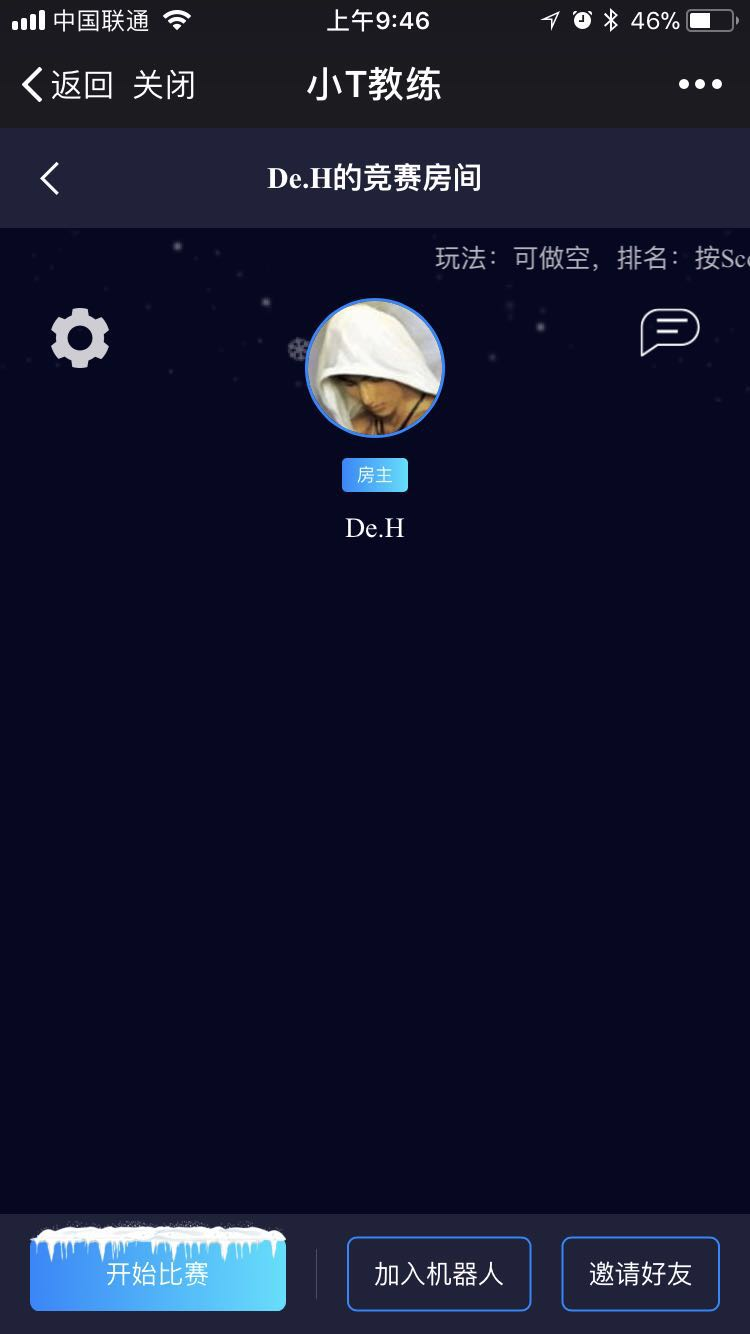 中国联通 上午9:46 46%
返回 关闭 小T教练
De.H的竞赛房间
玩法：可做空，排名：按Sco
房主
De.H
开始比赛 加入机器人 邀请好友